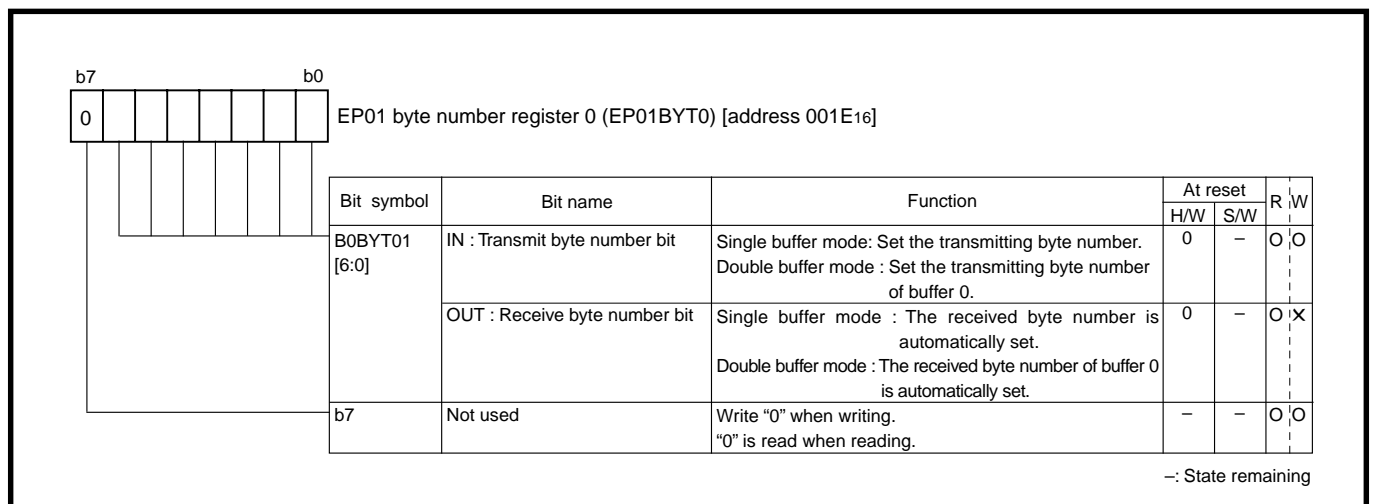 b7 b0
0 EP01 byte number register 0 (EP01BYT0) [address 001E16]
Bit symbol Bit name Function At reset R W
H/W S/W
B0BYT01 IN : Transmit byte number bit Single buffer mode: Set the transmitting byte number. 0 – O O
[6:0] Double buffer mode : Set the transmitting byte number
of buffer 0.
OUT : Receive byte number bit Single buffer mode : The received byte number is 0 – O ×
automatically set.
Double buffer mode : The received byte number of buffer 0
is automatically set.
b7 Not used Write “0” when writing. – – O O
“0” is read when reading.
–: State remaining